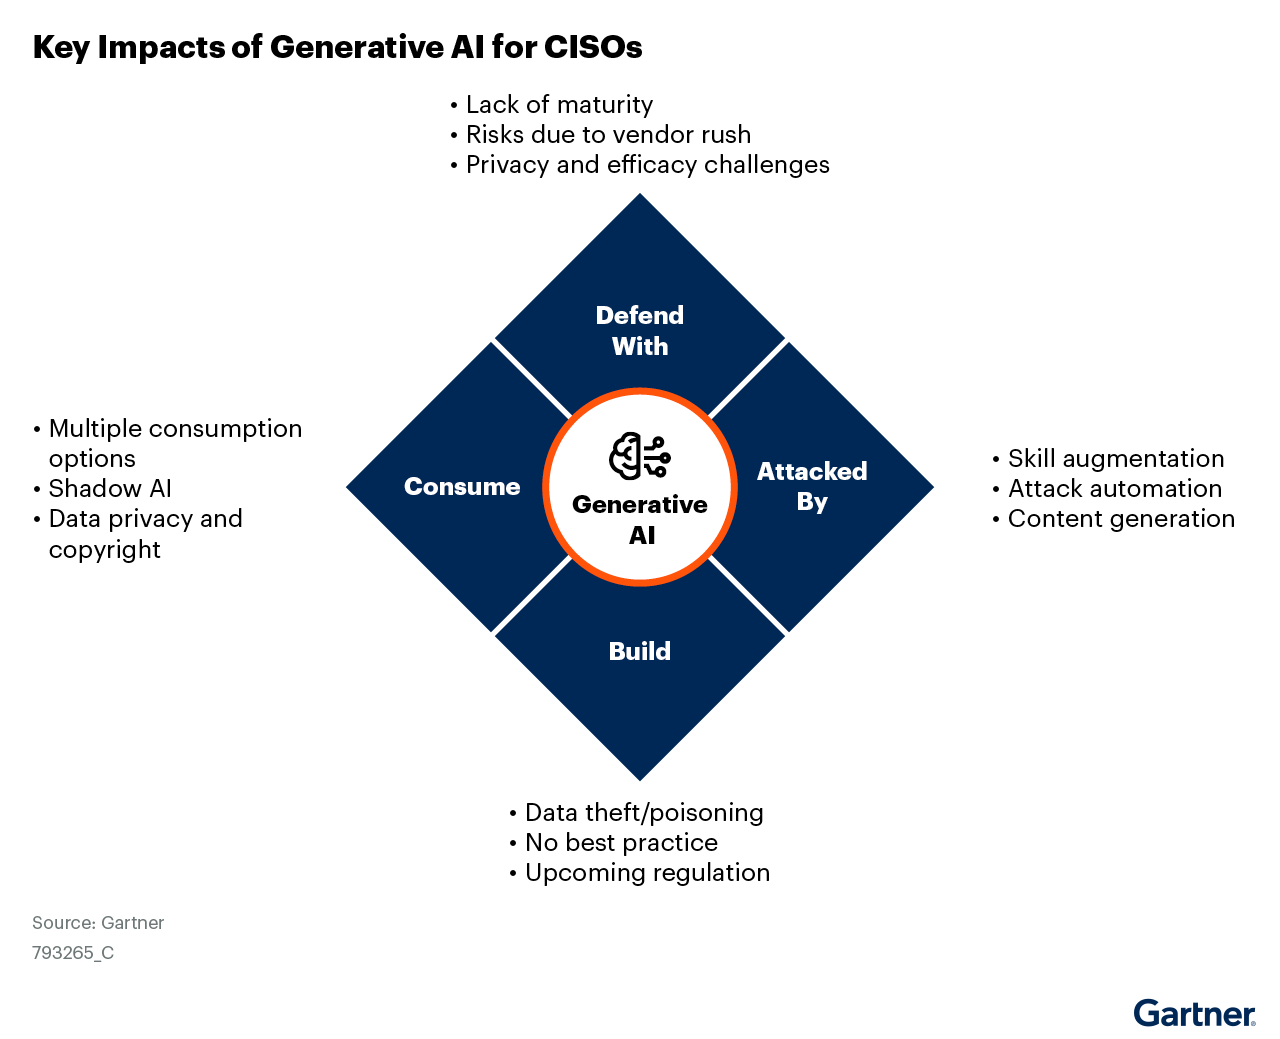 Key Impacts of Generative AI for CISOs
• Lack of maturity
• Risks due to vendor rush
• Privacy and efficacy challenges
Defend
With
• Multiple consumption
options
• Shadow AI
• Data privacy and
copyright
Consume
Generative
AI
Attacked
By
• Skill augmentation
• Attack automation
• Content generation
Build
• Data theft/poisoning
• No best practice
• Upcoming regulation
Source: Gartner
793265_C
Gartner®